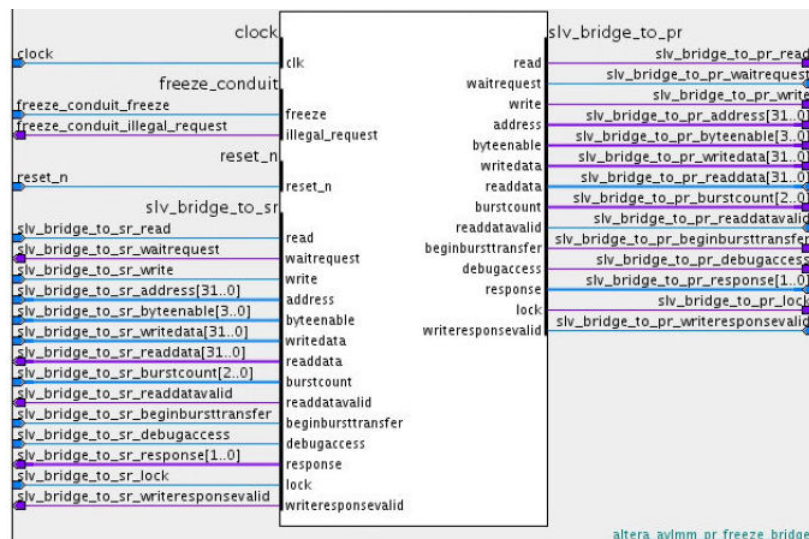 clock
clock
clk
freeze_conduit
freeze_conduit_freeze
freeze
freeze_conduit_illegal_request
illegal_request
reset_n
reset_n
reset_n
slv_bridge_to_sr
slv_bridge_to_sr_read
read
slv_bridge_to_sr_waitrequest
waitrequest
slv_bridge_to_sr_write
write
slv_bridge_to_sr_address[31..0]
address
slv_bridge_to_sr_byteenable[3..0]
byteenable
slv_bridge_to_sr_writedata[31..0]
writedata
slv_bridge_to_sr_readdata[31..0]
readdata
slv_bridge_to_sr_burstcount[2..0]
burstcount
slv_bridge_to_sr_readdatavalid
readdatavalid
slv_bridge_to_sr_beginbursttransfer
beginbursttransfer
slv_bridge_to_sr_debugaccess
debugaccess
slv_bridge_to_sr_response[1..0]
response
slv_bridge_to_sr_lock
lock
slv_bridge_to_sr_writeresponsevalid
writeresponsevalid
slv_bridge_to_pr
read
slv_bridge_to_pr_read
waitrequest
slv_bridge_to_pr_waitrequest
write
slv_bridge_to_pr_write
address
slv_bridge_to_pr_address[31..0]
byteenable
slv_bridge_to_pr_byteenable[3..0]
writedata
slv_bridge_to_pr_writedata[31..0]
readdata
slv_bridge_to_pr_readdata[31..0]
burstcount
slv_bridge_to_pr_burstcount[2..0]
readdatavalid
slv_bridge_to_pr_readdatavalid
beginbursttransfer
slv_bridge_to_pr_beginbursttransfer
debugaccess
slv_bridge_to_pr_debugaccess
response
slv_bridge_to_pr_response[1..0]
lock
slv_bridge_to_pr_lock
writeresponsevalid
slv_bridge_to_pr_writeresponsevalid
altera_avlmm_pr_freeze_bridge